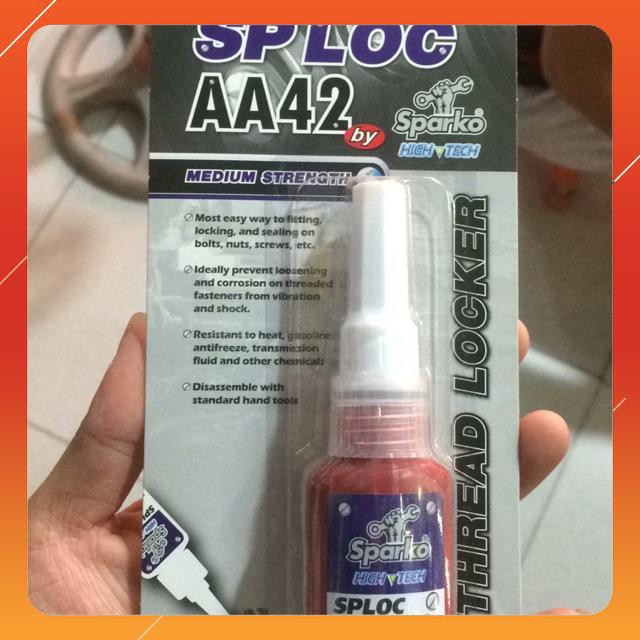 SPLOC
AA42
by
Sparko®
HIGH TECH
MEDIUM STRENGTH
Most easy way to fitting,
locking, and sealing on
bolts, nuts, screws, etc.
Ideally prevent loosening
and corrosion on threaded
fasteners from vibration
and shock.
Resistant to heat, gasoline
antifreeze, transmission
fluid and other chemicals
Disassemble with
standard hand tools
THREAD LOCKER
Sparko
HIGH TECH
SPLOC